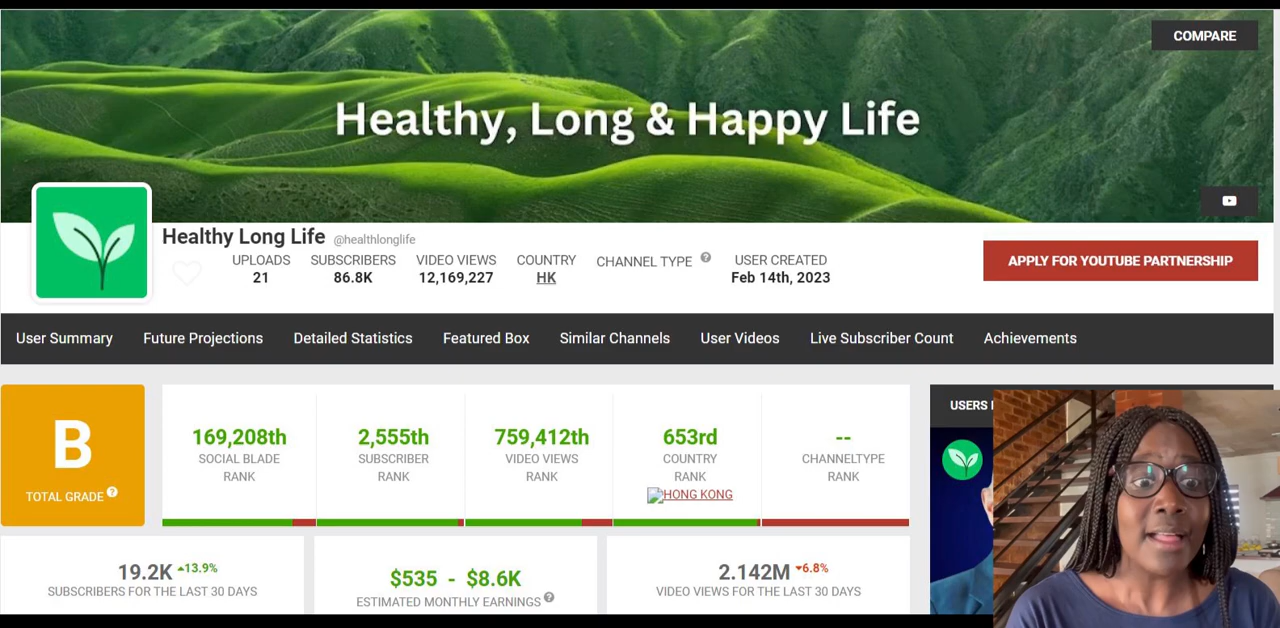 COMPARE
Healthy, Long & Happy Life
Healthy Long Life @healthlonglife
UPLOADS SUBSCRIBERS VIDEO VIEWS COUNTRY CHANNEL TYPE ? USER CREATED
21 86.8K 12,169,227 HK Feb 14th, 2023
APPLY FOR YOUTUBE PARTNERSHIP
User Summary Future Projections Detailed Statistics Featured Box Similar Channels User Videos Live Subscriber Count Achievements
B
TOTAL GRADE ?
169,208th
SOCIAL BLADE
RANK
2,555th
SUBSCRIBER
RANK
759,412th
VIDEO VIEWS
RANK
653rd
COUNTRY
RANK
HONG KONG
--
CHANNELTYPE
RANK
USERS
19.2K 13.9%
SUBSCRIBERS FOR THE LAST 30 DAYS
$535 - $8.6K
ESTIMATED MONTHLY EARNINGS ?
2.142M 6.8%
VIDEO VIEWS FOR THE LAST 30 DAYS